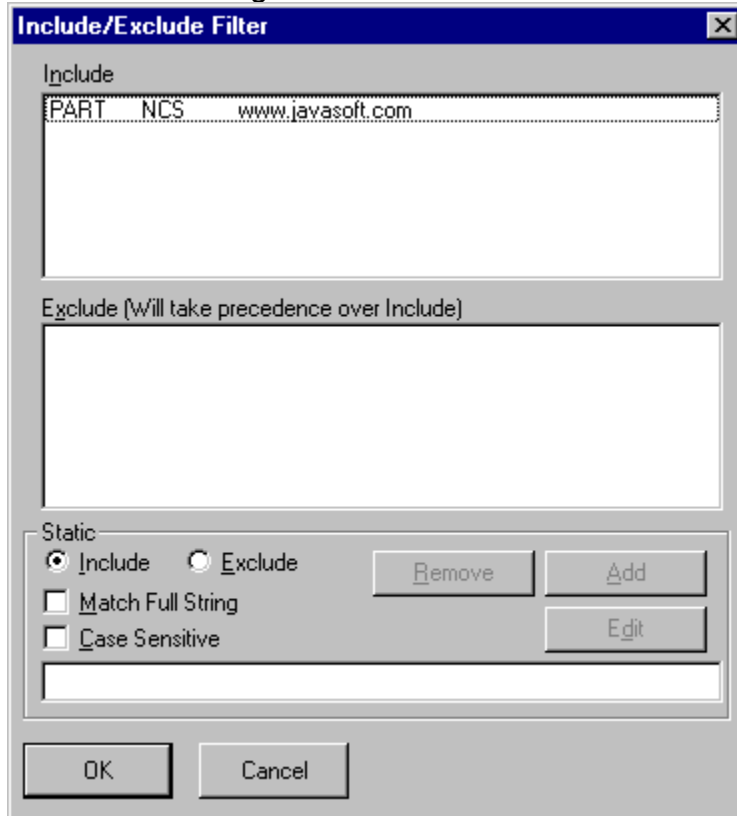 Include/Exclude Filter
Include
PART NCS www.javasoft.com
Exclude (Will take precedence over Include)
Static
Include Exclude Remove Add
Match Full String
Edit
Case Sensitive
OK Cancel